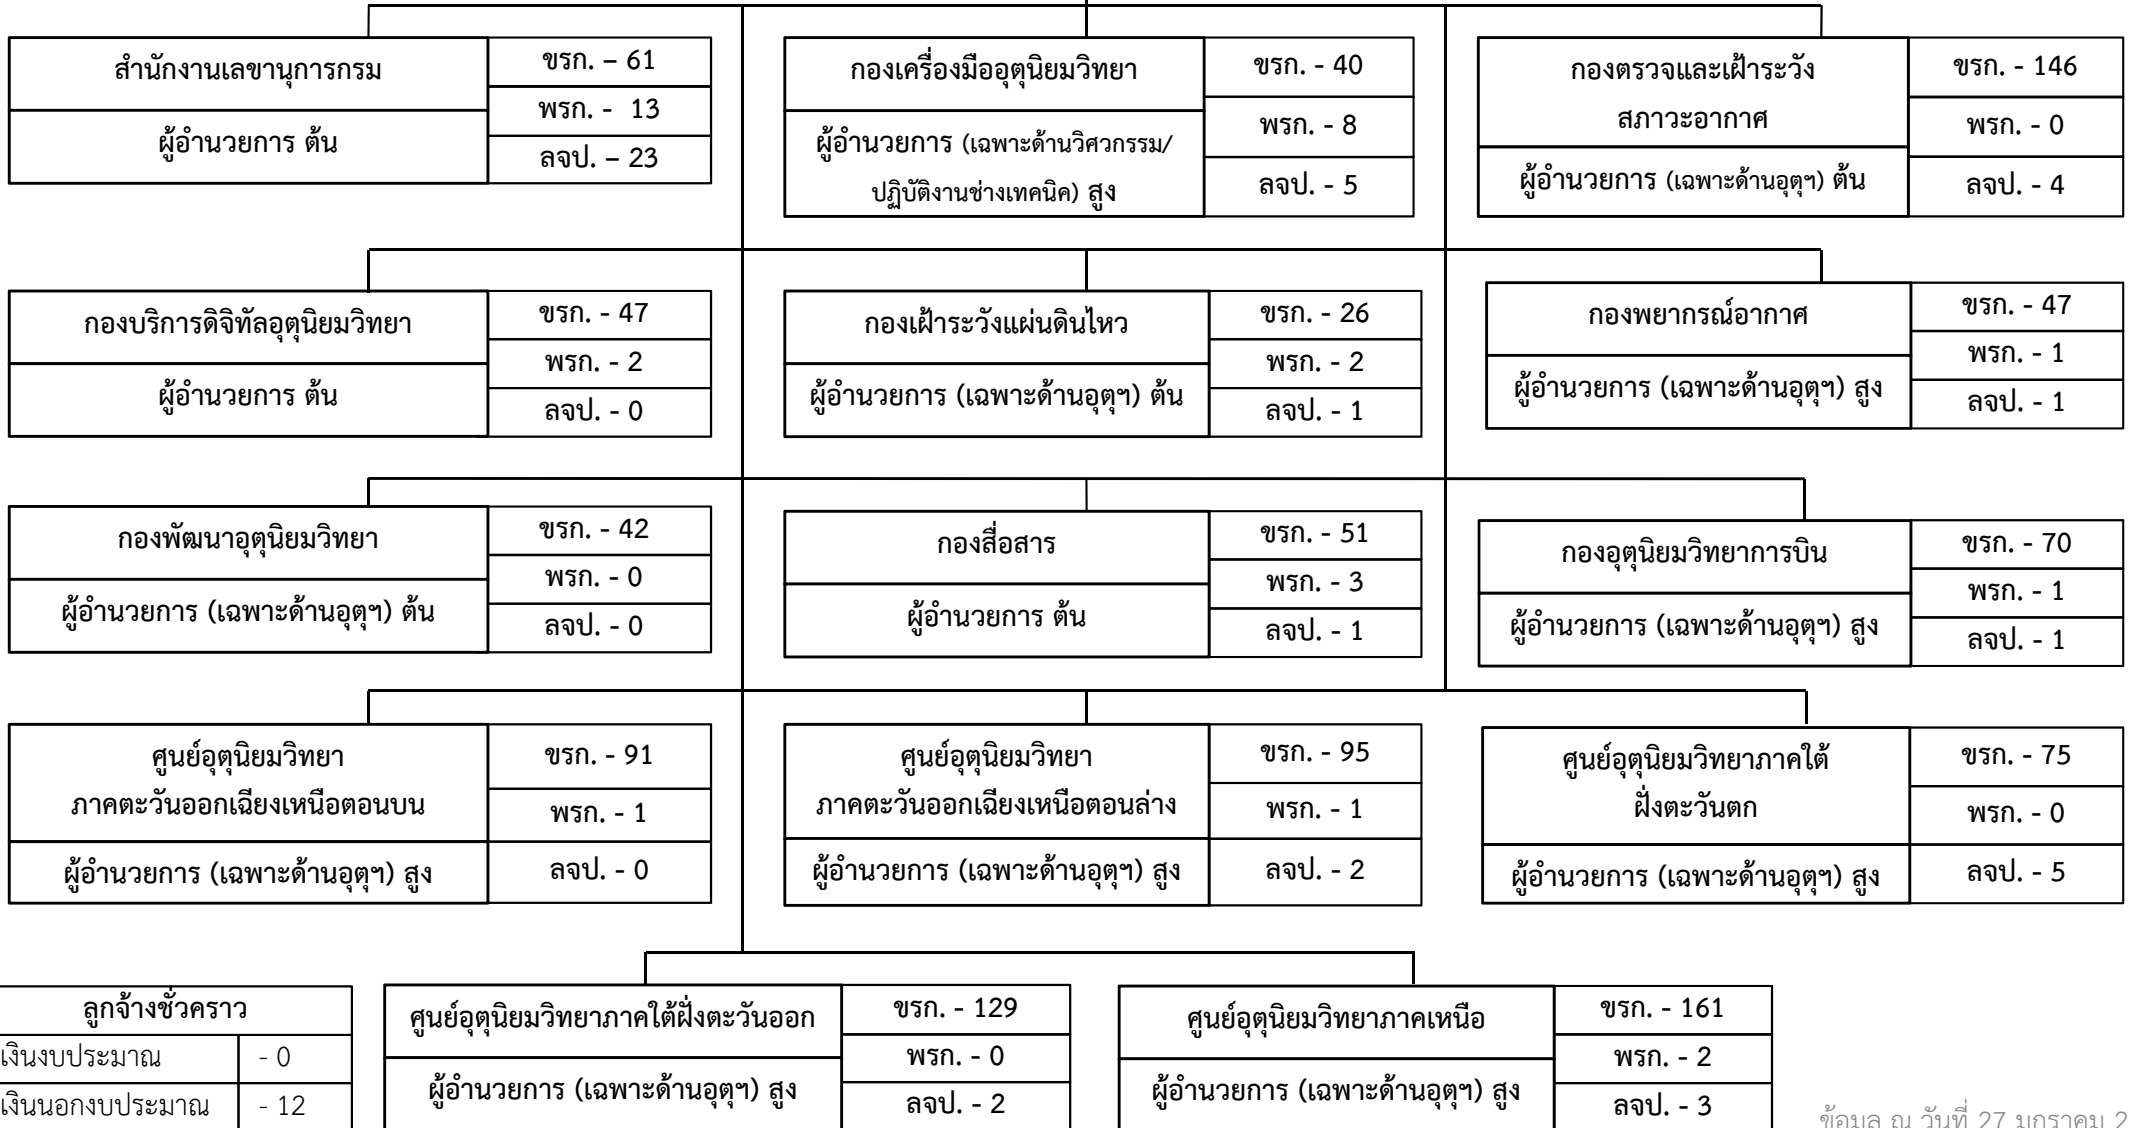 สำนักงานเลขานุการกรม
ผู้อำนวยการ ต้น
ขรก. – 61
พรก. - 13
ลจป. – 23
กองเครื่องมืออุตุนิยมวิทยา
ผู้อำนวยการ (เฉพาะด้านวิศวกรรม/
ปฏิบัติงานช่างเทคนิค) สูง
ขรก. - 40
พรก. - 8
ลจป. - 5
กองตรวจและเฝ้าระวัง
สภาวะอากาศ
ผู้อำนวยการ (เฉพาะด้านอุตุฯ) ต้น
ขรก. - 146
พรก. - 0
ลจป. - 4
กองบริการดิจิทัลอุตุนิยมวิทยา
ผู้อำนวยการ ต้น
ขรก. - 47
พรก. - 2
ลจป. - 0
กองเฝ้าระวังแผ่นดินไหว
ผู้อำนวยการ (เฉพาะด้านอุตุฯ) ต้น
ขรก. - 26
พรก. - 2
ลจป. - 1
กองพยากรณ์อากาศ
ผู้อำนวยการ (เฉพาะด้านอุตุฯ) สูง
ขรก. - 47
พรก. - 1
ลจป. - 1
กองพัฒนาอุตุนิยมวิทยา
ผู้อำนวยการ (เฉพาะด้านอุตุฯ) ต้น
ขรก. - 42
พรก. - 0
ลจป. - 0
กองสื่อสาร
ผู้อำนวยการ ต้น
ขรก. - 51
พรก. - 3
ลจป. - 1
กองอุตุนิยมวิทยาการบิน
ผู้อำนวยการ (เฉพาะด้านอุตุฯ) สูง
ขรก. - 70
พรก. - 1
ลจป. - 1
ศูนย์อุตุนิยมวิทยา
ภาคตะวันออกเฉียงเหนือตอนบน
ผู้อำนวยการ (เฉพาะด้านอุตุฯ) สูง
ขรก. - 91
พรก. - 1
ลจป. - 0
ศูนย์อุตุนิยมวิทยา
ภาคตะวันออกเฉียงเหนือตอนล่าง
ผู้อำนวยการ (เฉพาะด้านอุตุฯ) สูง
ขรก. - 95
พรก. - 1
ลจป. - 2
ศูนย์อุตุนิยมวิทยาภาคใต้
ฝั่งตะวันตก
ผู้อำนวยการ (เฉพาะด้านอุตุฯ) สูง
ขรก. - 75
พรก. - 0
ลจป. - 5
ลูกจ้างชั่วคราว
เงินงบประมาณ - 0
เงินนอกงบประมาณ - 12
ศูนย์อุตุนิยมวิทยาภาคใต้ฝั่งตะวันออก
ผู้อำนวยการ (เฉพาะด้านอุตุฯ) สูง
ขรก. - 129
พรก. - 0
ลจป. - 2
ศูนย์อุตุนิยมวิทยาภาคเหนือ
ผู้อำนวยการ (เฉพาะด้านอุตุฯ) สูง
ขรก. - 161
พรก. - 2
ลจป. - 3
ข้อมูล ณ วันที่ 27 มกราคม 2